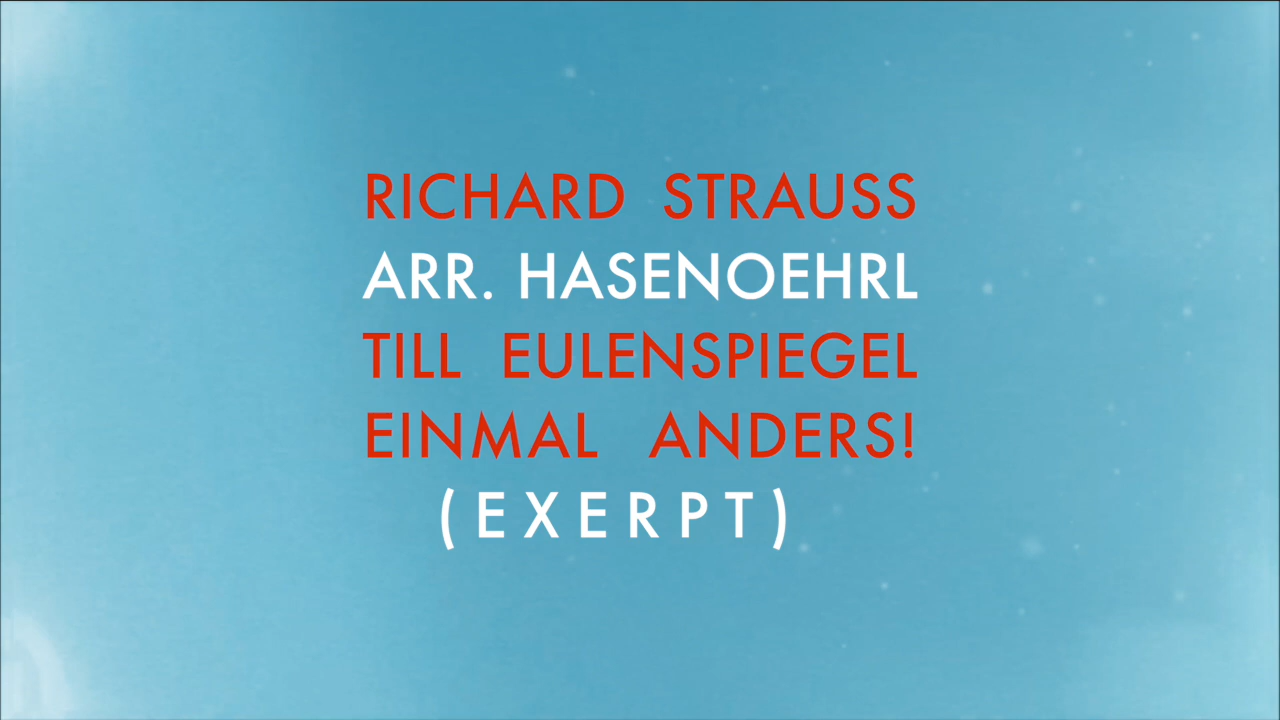 RICHARD STRAUSS
ARR. HASENOEHRL
TILL EULENSPIEGEL
EINMAL ANDERS!
(EXERPT)